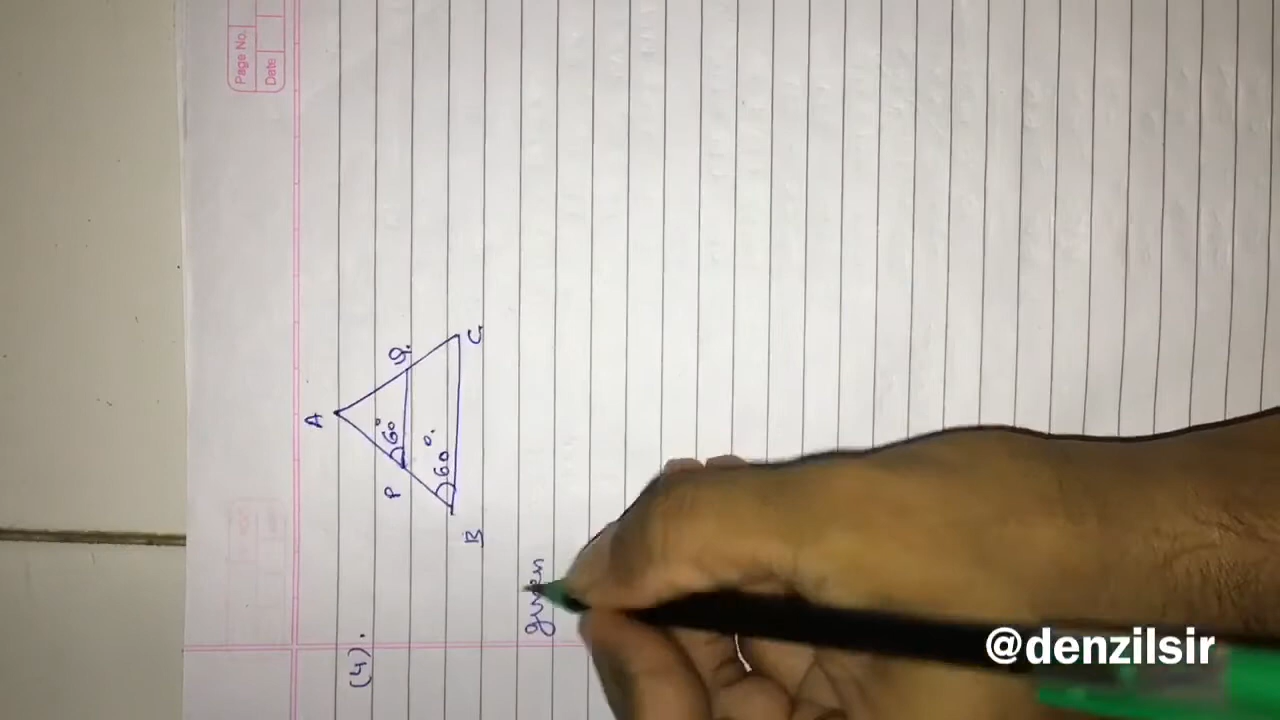 Page No.
Date
(4).
A
P
60°
Q.
60°.
B
C
given
@denzilsir